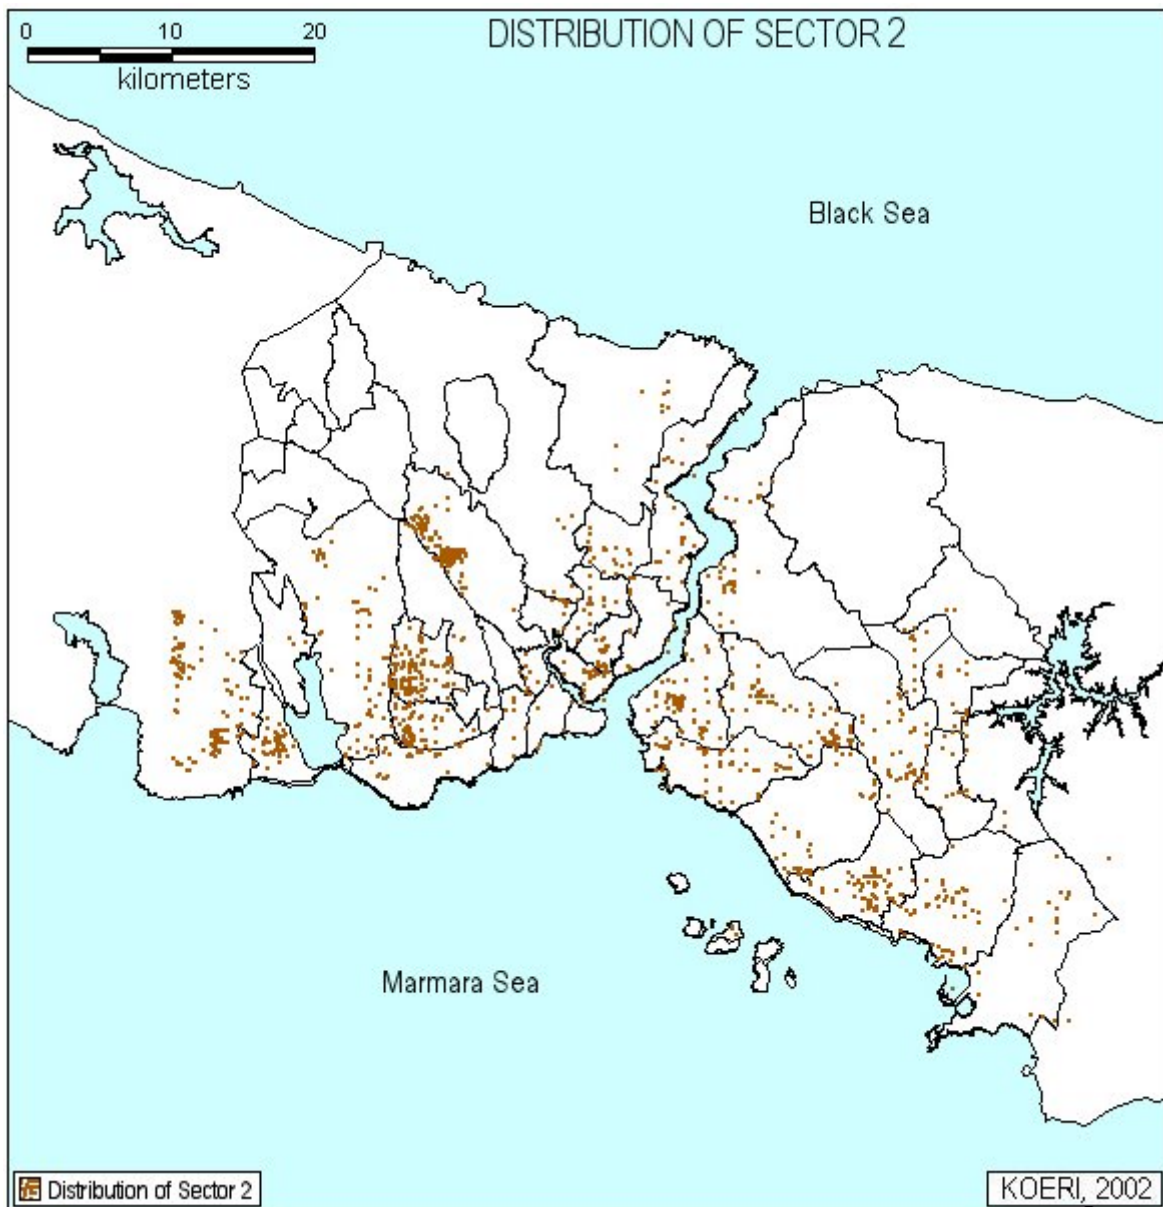 0 10 20
kilometers
DISTRIBUTION OF SECTOR 2
Black Sea
Marmara Sea
Distribution of Sector 2
KOERI, 2002